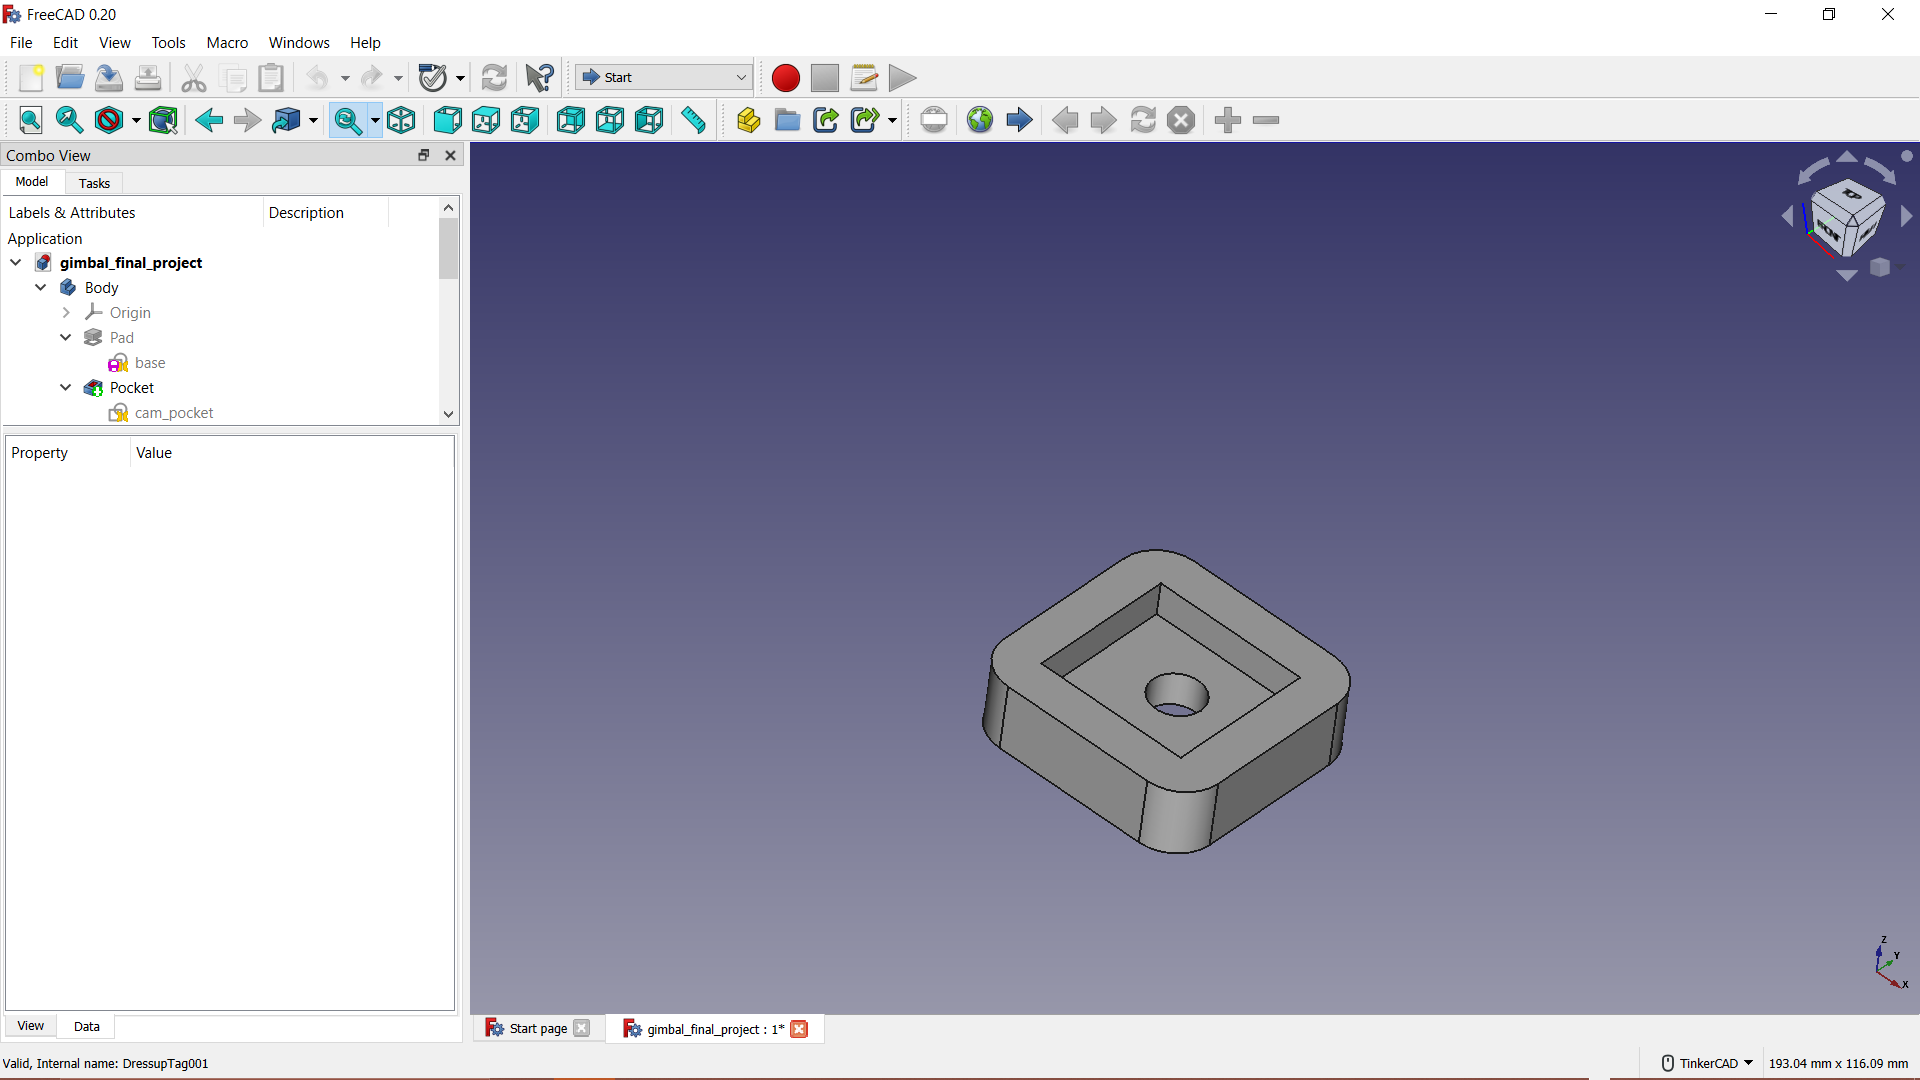 FreeCAD 0.20
File Edit View Tools Macro Windows Help
Start
Combo View
Model Tasks
Labels & Attributes Description
Application
gimbal_final_project
Body
Origin
Pad
base
Pocket
cam_pocket
Property Value
View Data
Z
Y
X
Start page gimbal_final_project : 1*
Valid, Internal name: DressupTag001
TinkerCAD 193.04 mm x 116.09 mm